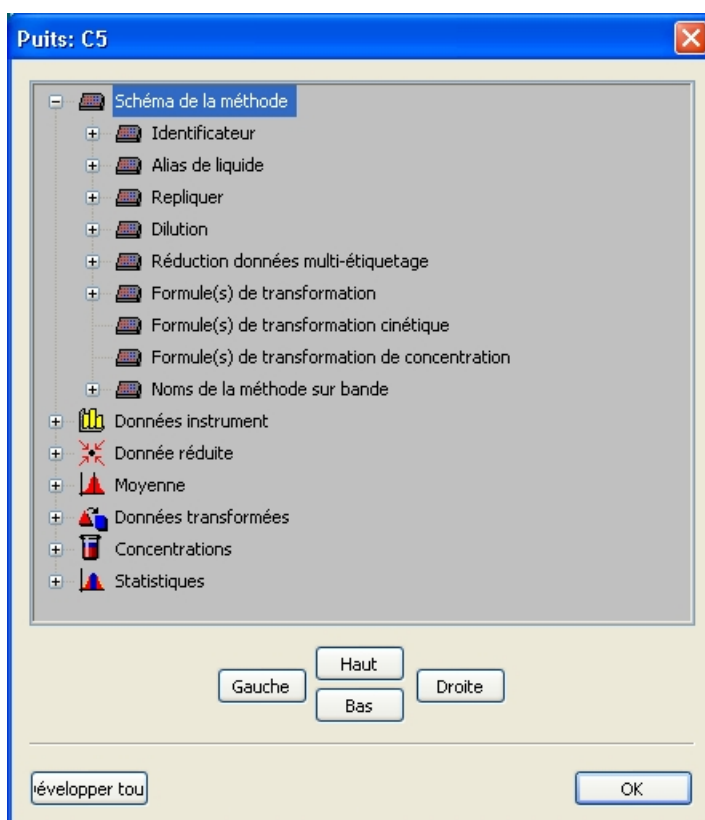 Puits: C5
Schéma de la méthode
Identificateur
Alias de liquide
Repliquer
Dilution
Réduction données multi-étiquetage
Formule(s) de transformation
Formule(s) de transformation cinétique
Formule(s) de transformation de concentration
Noms de la méthode sur bande
Données instrument
Donnée réduite
Moyenne
Données transformées
Concentrations
Statistiques
Haut
Gauche
Droite
Bas
évelopper tou
OK